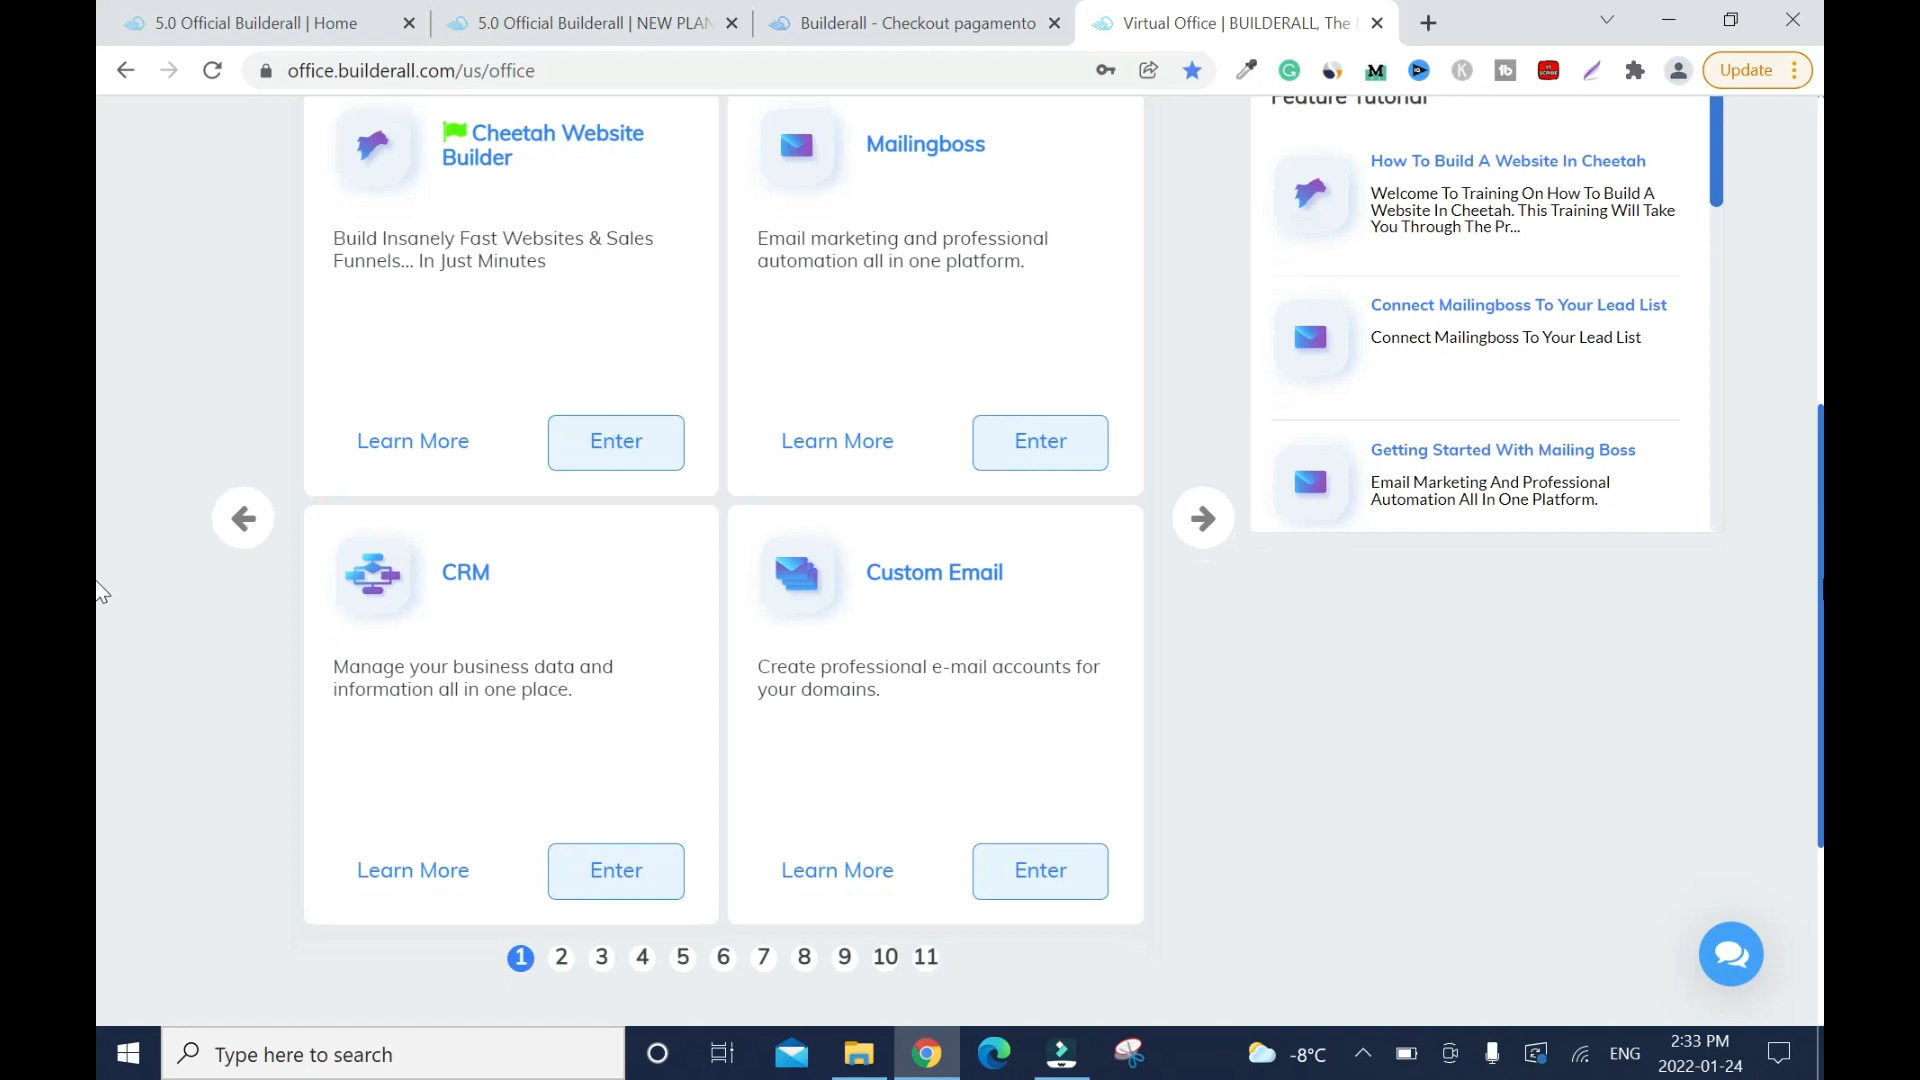 5.0 Official Builderall | Home
5.0 Official Builderall | NEW PLAN
Builderall - Checkout pagamento
Virtual Office | BUILDERALL, The
office.builderall.com/us/office
Update
Cheetah Website
Builder
Build Insanely Fast Websites & Sales
Funnels... In Just Minutes
Learn More
Enter
Mailingboss
Email marketing and professional
automation all in one platform.
Learn More
Enter
CRM
Manage your business data and
information all in one place.
Learn More
Enter
Custom Email
Create professional e-mail accounts for
your domains.
Learn More
Enter
1 2 3 4 5 6 7 8 9 10 11
Feature Tutorial
How To Build A Website In Cheetah
Welcome To Training On How To Build A
Website In Cheetah. This Training Will Take
You Through The Pr...
Connect Mailingboss To Your Lead List
Connect Mailingboss To Your Lead List
Getting Started With Mailing Boss
Email Marketing And Professional
Automation All In One Platform.
Type here to search
-8°C
ENG
2:33 PM
2022-01-24